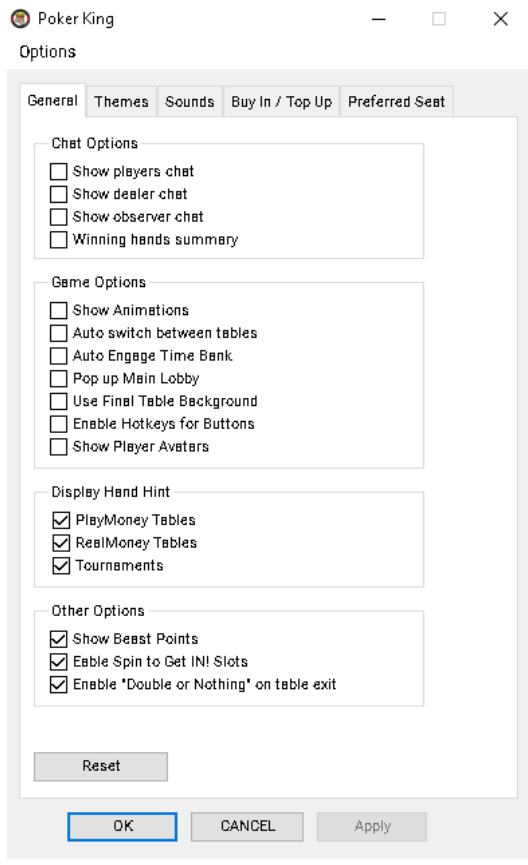 Poker King
Options
General Themes Sounds Buy In / Top Up Preferred Seat
Chat Options
Show players chat
Show dealer chat
Show observer chat
Winning hands summary
Game Options
Show Animations
Auto switch between tables
Auto Engage Time Bank
Pop up Main Lobby
Use Final Table Background
Enable Hotkeys for Buttons
Show Player Avatars
Display Hand Hint
PlayMoney Tables
RealMoney Tables
Tournaments
Other Options
Show Beast Points
Eable Spin to Get IN! Slots
Enable "Double or Nothing" on table exit
Reset
OK CANCEL Apply